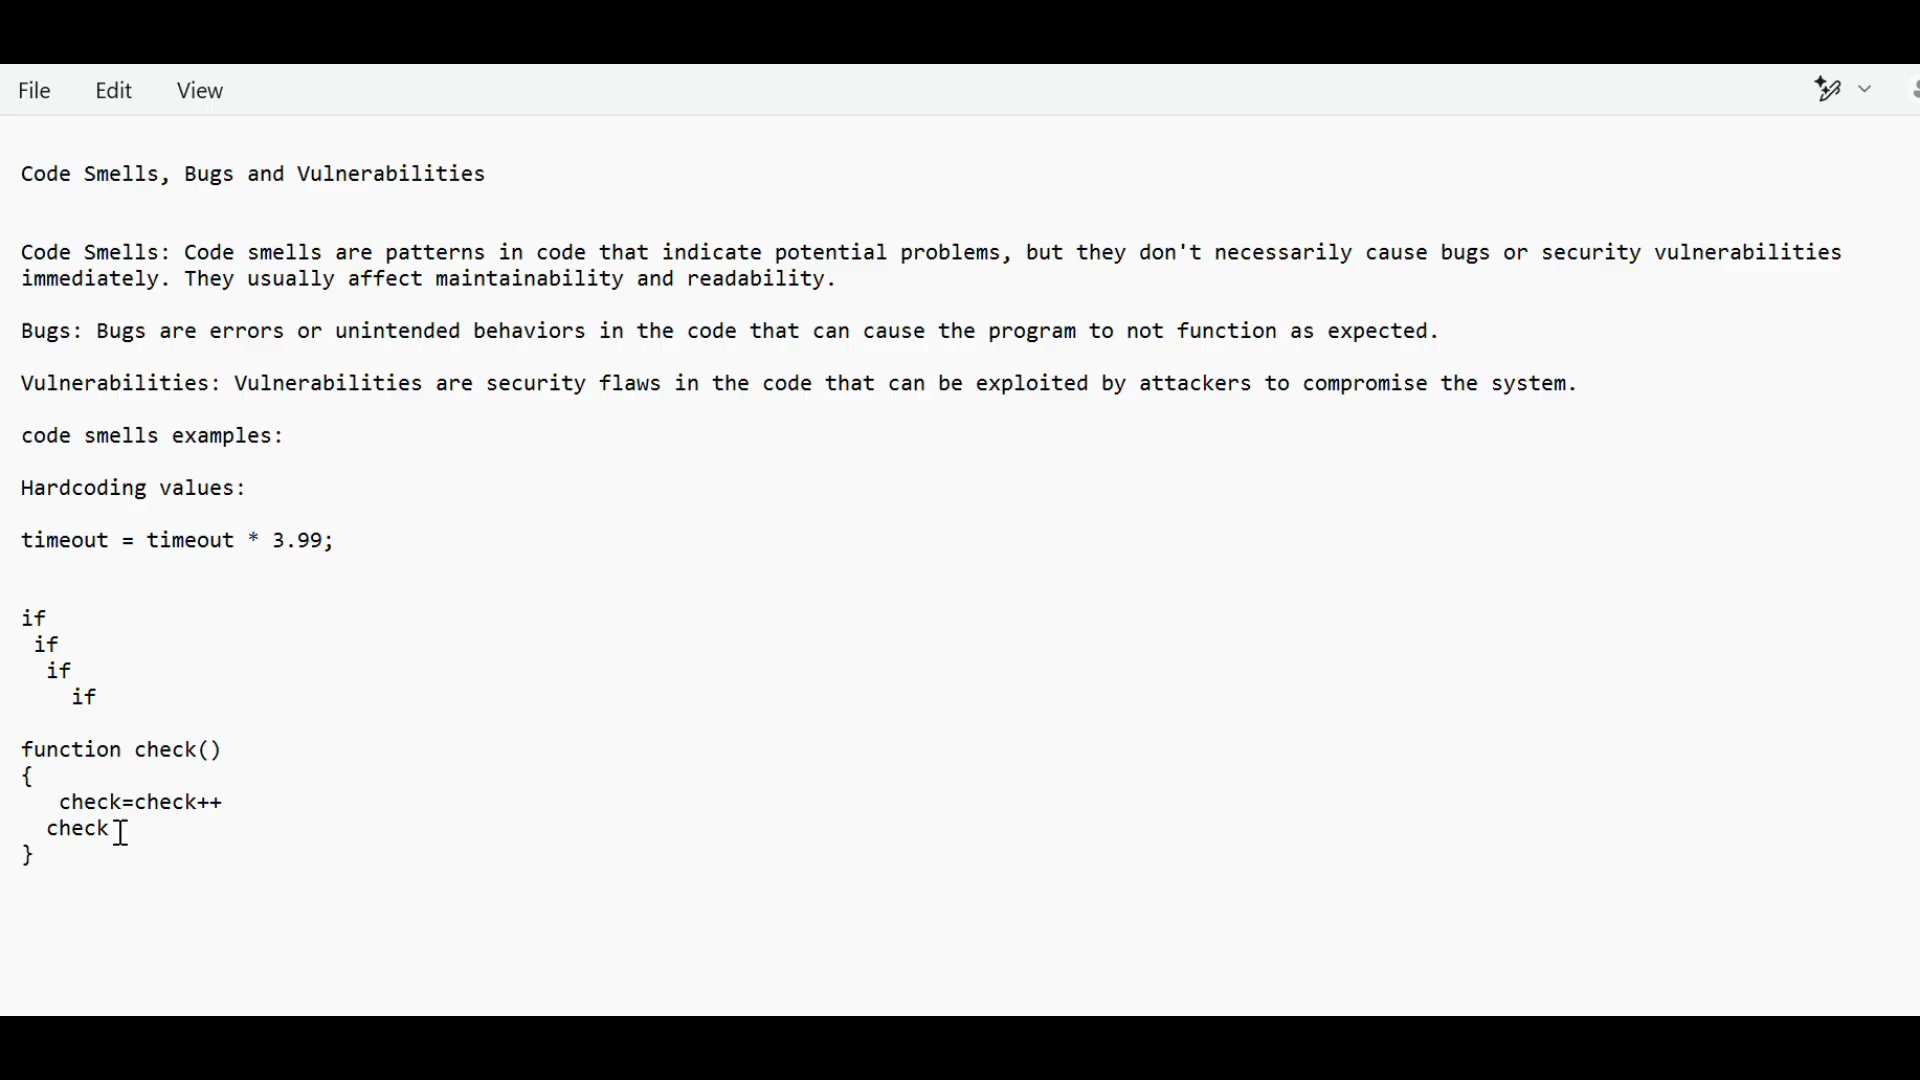 File Edit View
Code Smells, Bugs and Vulnerabilities
Code Smells: Code smells are patterns in code that indicate potential problems, but they don't necessarily cause bugs or security vulnerabilities
immediately. They usually affect maintainability and readability.
Bugs: Bugs are errors or unintended behaviors in the code that can cause the program to not function as expected.
Vulnerabilities: Vulnerabilities are security flaws in the code that can be exploited by attackers to compromise the system.
code smells examples:
Hardcoding values:
timeout = timeout * 3.99;
if
if
if
if
function check()
{
check=check++
check
}